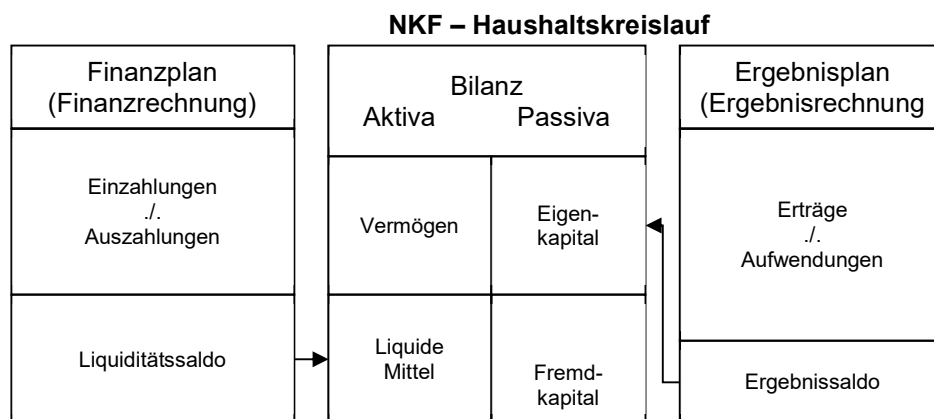 NKF – Haushaltskreislauf
Finanzplan
(Finanzrechnung)
Einzahlungen
./.
Auszahlungen
Liquiditätssaldo
Bilanz
Aktiva Passiva
Vermögen
Eigen-
kapital
Liquide
Mittel
Fremd-
kapital
Ergebnisplan
(Ergebnisrechnung
Erträge
./.
Aufwendungen
Ergebnissaldo